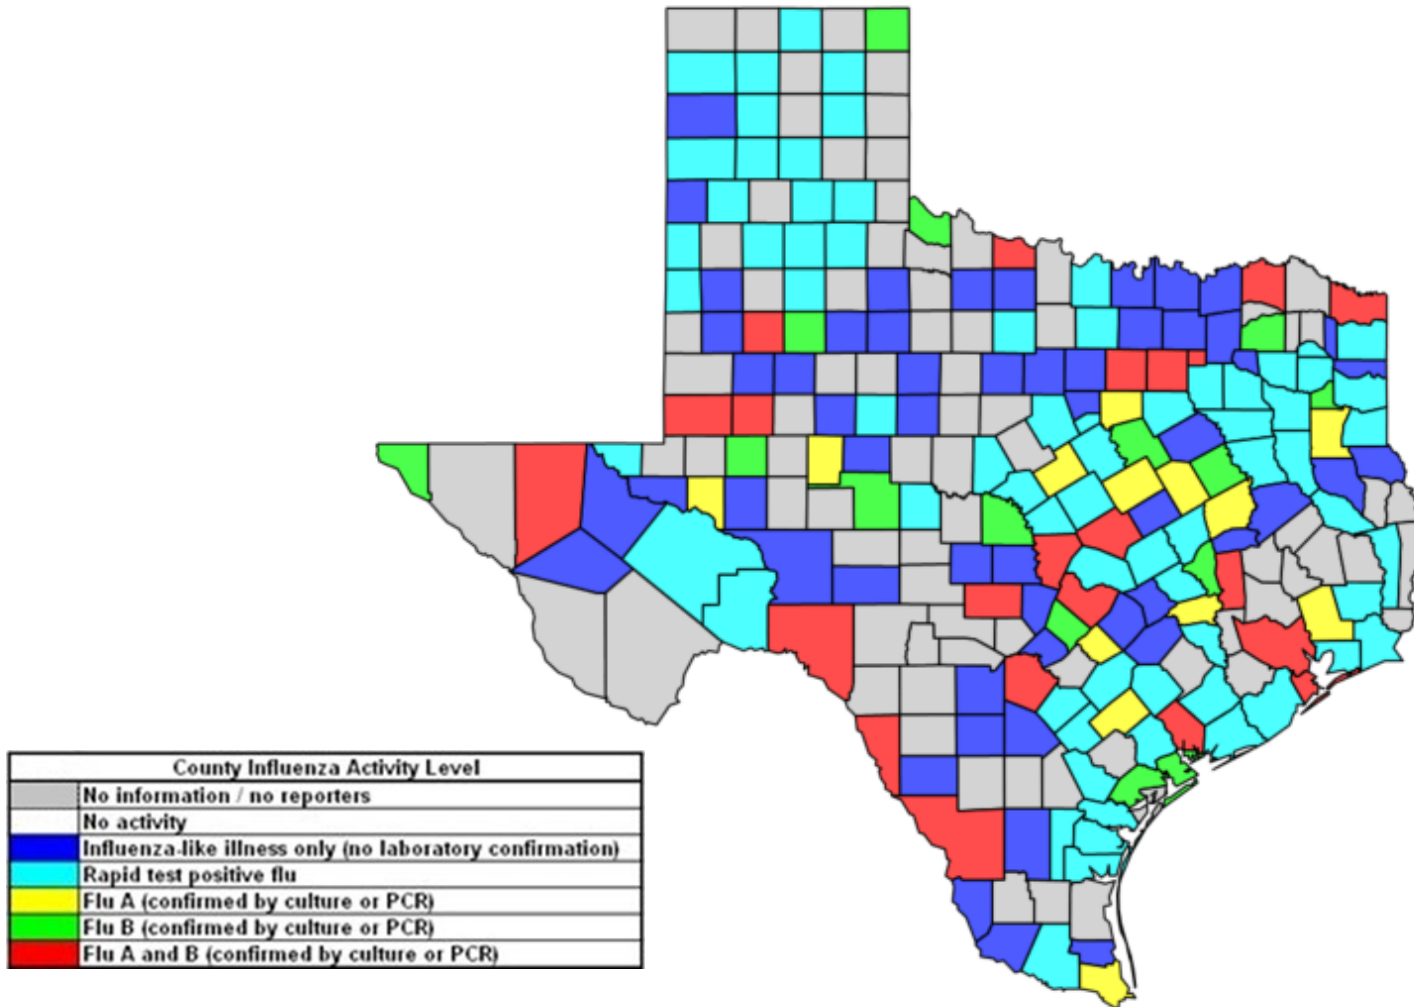 County Influenza Activity Level
No information / no reporters
No activity
Influenza-like illness only (no laboratory confirmation)
Rapid test positive flu
Flu A (confirmed by culture or PCR)
Flu B (confirmed by culture or PCR)
Flu A and B (confirmed by culture or PCR)